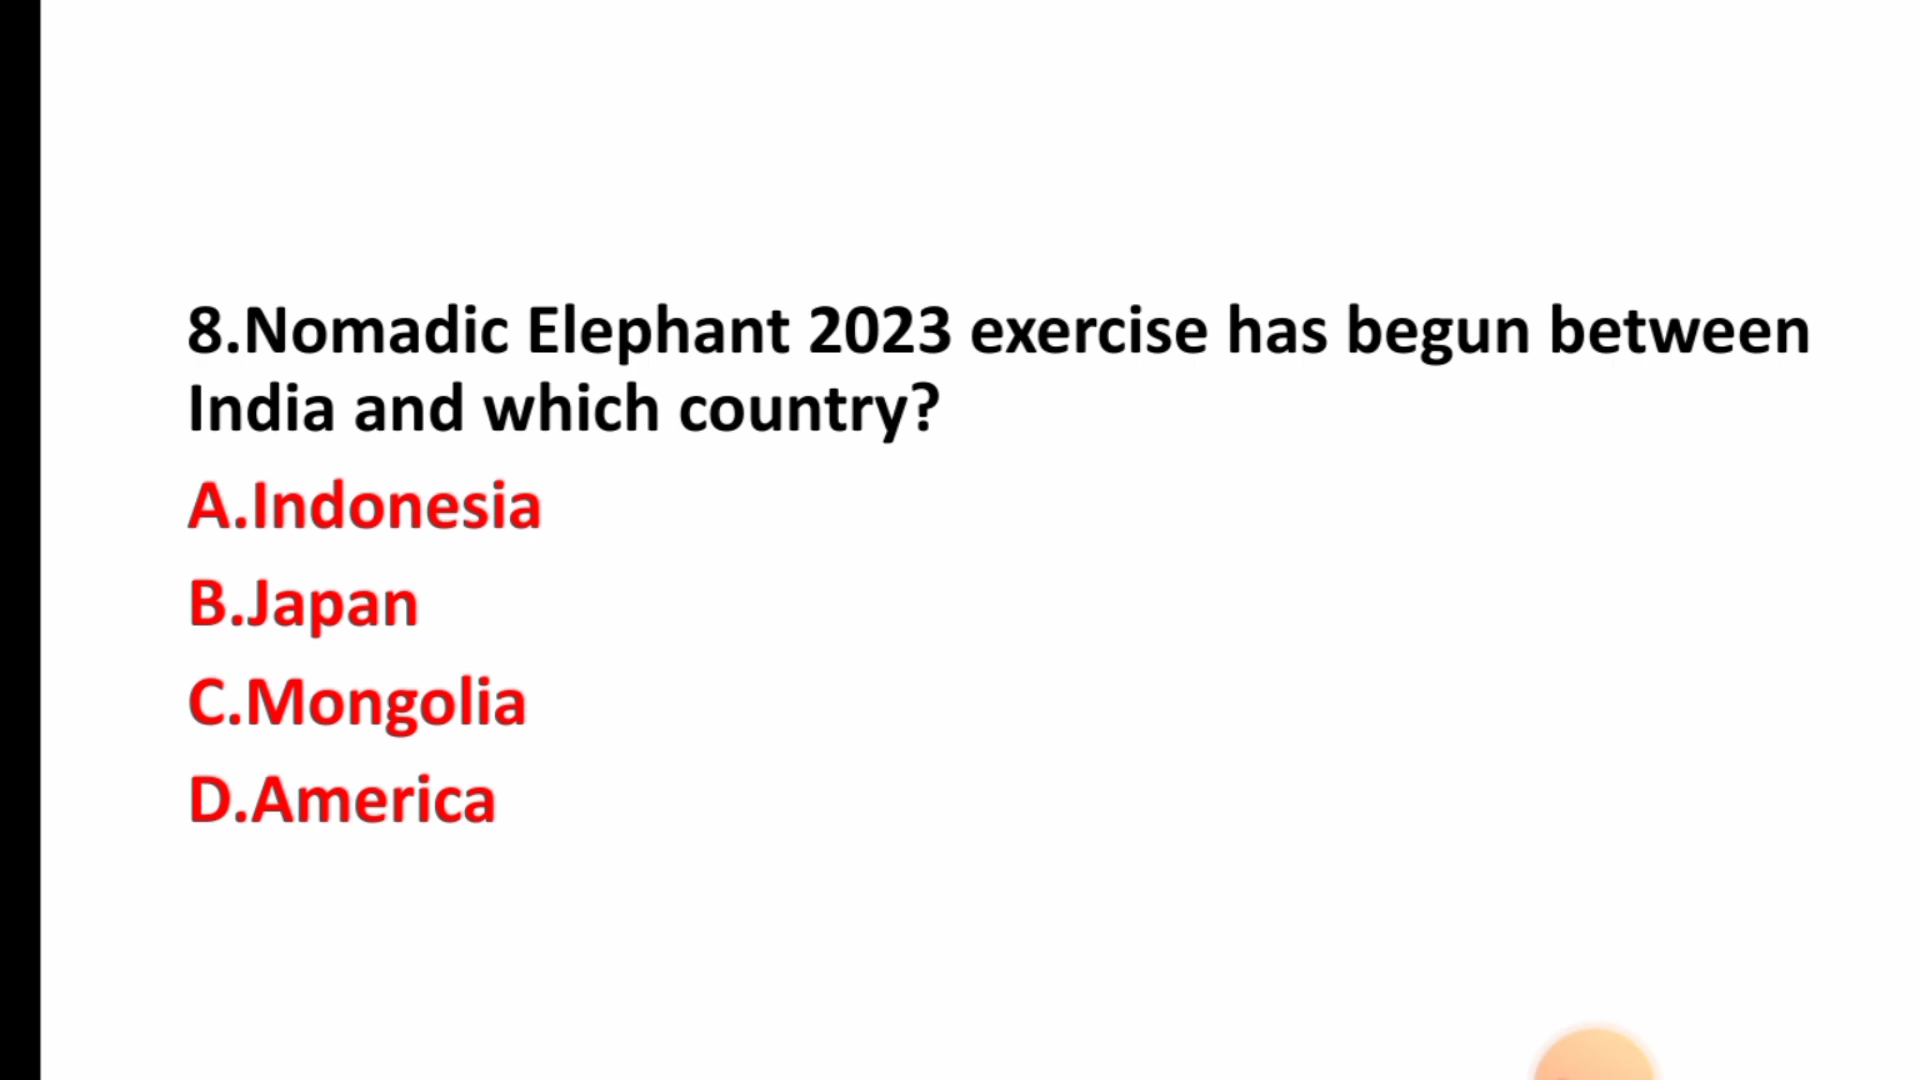 8.Nomadic Elephant 2023 exercise has begun between
India and which country?
A.Indonesia
B.Japan
C.Mongolia
D.America